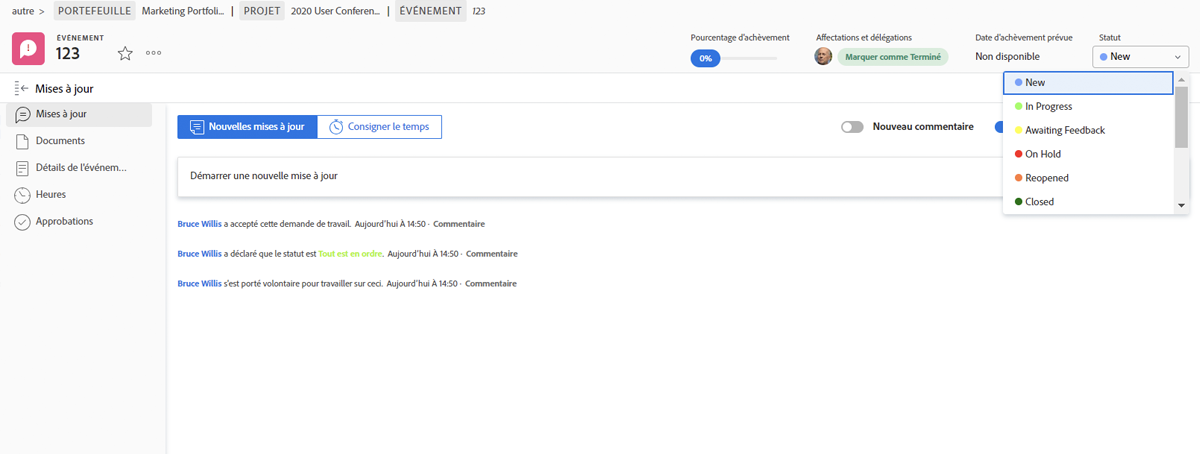 autre > PORTEFEUILLE Marketing Portfoli... | PROJET 2020 User Conferen... | ÉVÉNEMENT 123
ÉVÉNEMENT
123
Pourcentage d'achèvement
0%
Affectations et délégations
Marquer comme Terminé
Date d'achèvement prévue
Non disponible
Statut
New
Mises à jour
Mises à jour
Documents
Détails de l'événem...
Heures
Approbations
Nouvelles mises à jour
Consigner le temps
Nouveau commentaire
New
In Progress
Awaiting Feedback
On Hold
Reopened
Closed
Démarrer une nouvelle mise à jour
Bruce Willis a accepté cette demande de travail. Aujourd'hui À 14:50 · Commentaire
Bruce Willis a déclaré que le statut est Tout est en ordre. Aujourd'hui À 14:50 · Commentaire
Bruce Willis s'est porté volontaire pour travailler sur ceci. Aujourd'hui À 14:50 · Commentaire